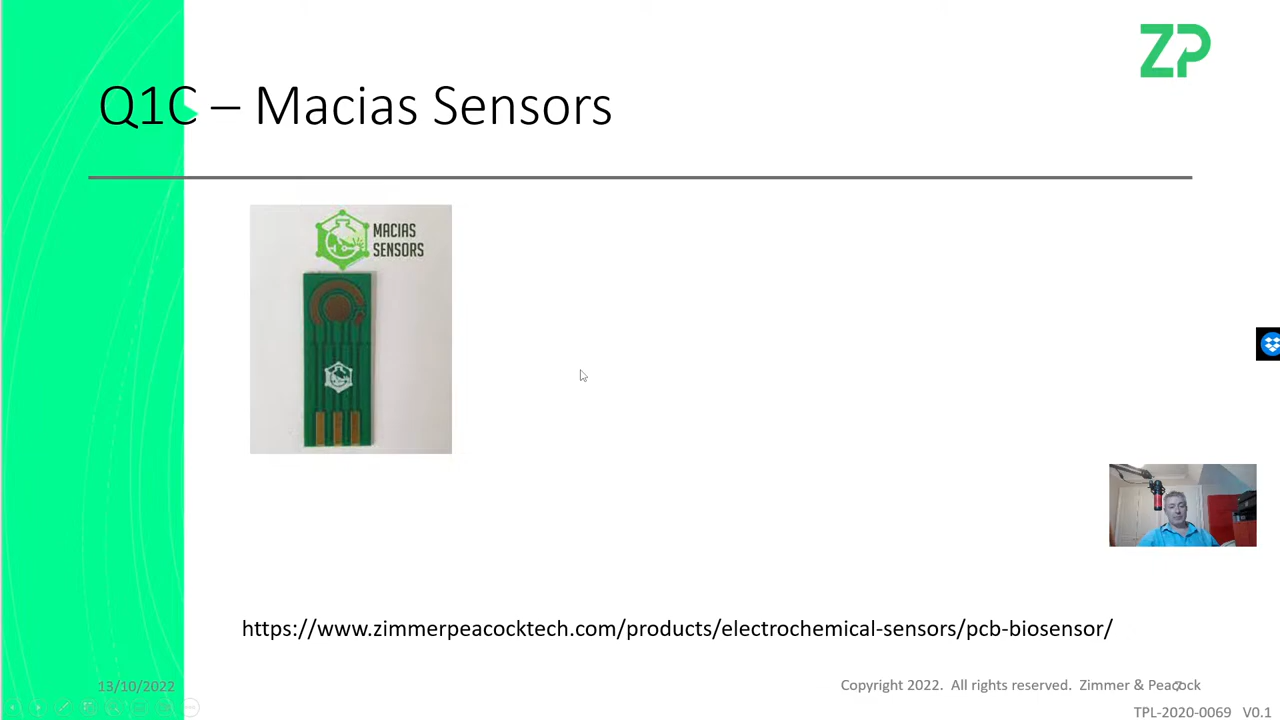 ZP
Q1C – Macias Sensors
MACIAS
SENSORS
https://www.zimmerpeacocktech.com/products/electrochemical-sensors/pcb-biosensor/
13/10/2022
Copyright 2022. All rights reserved. Zimmer & Peacock
7
TPL-2020-0069 V0.1